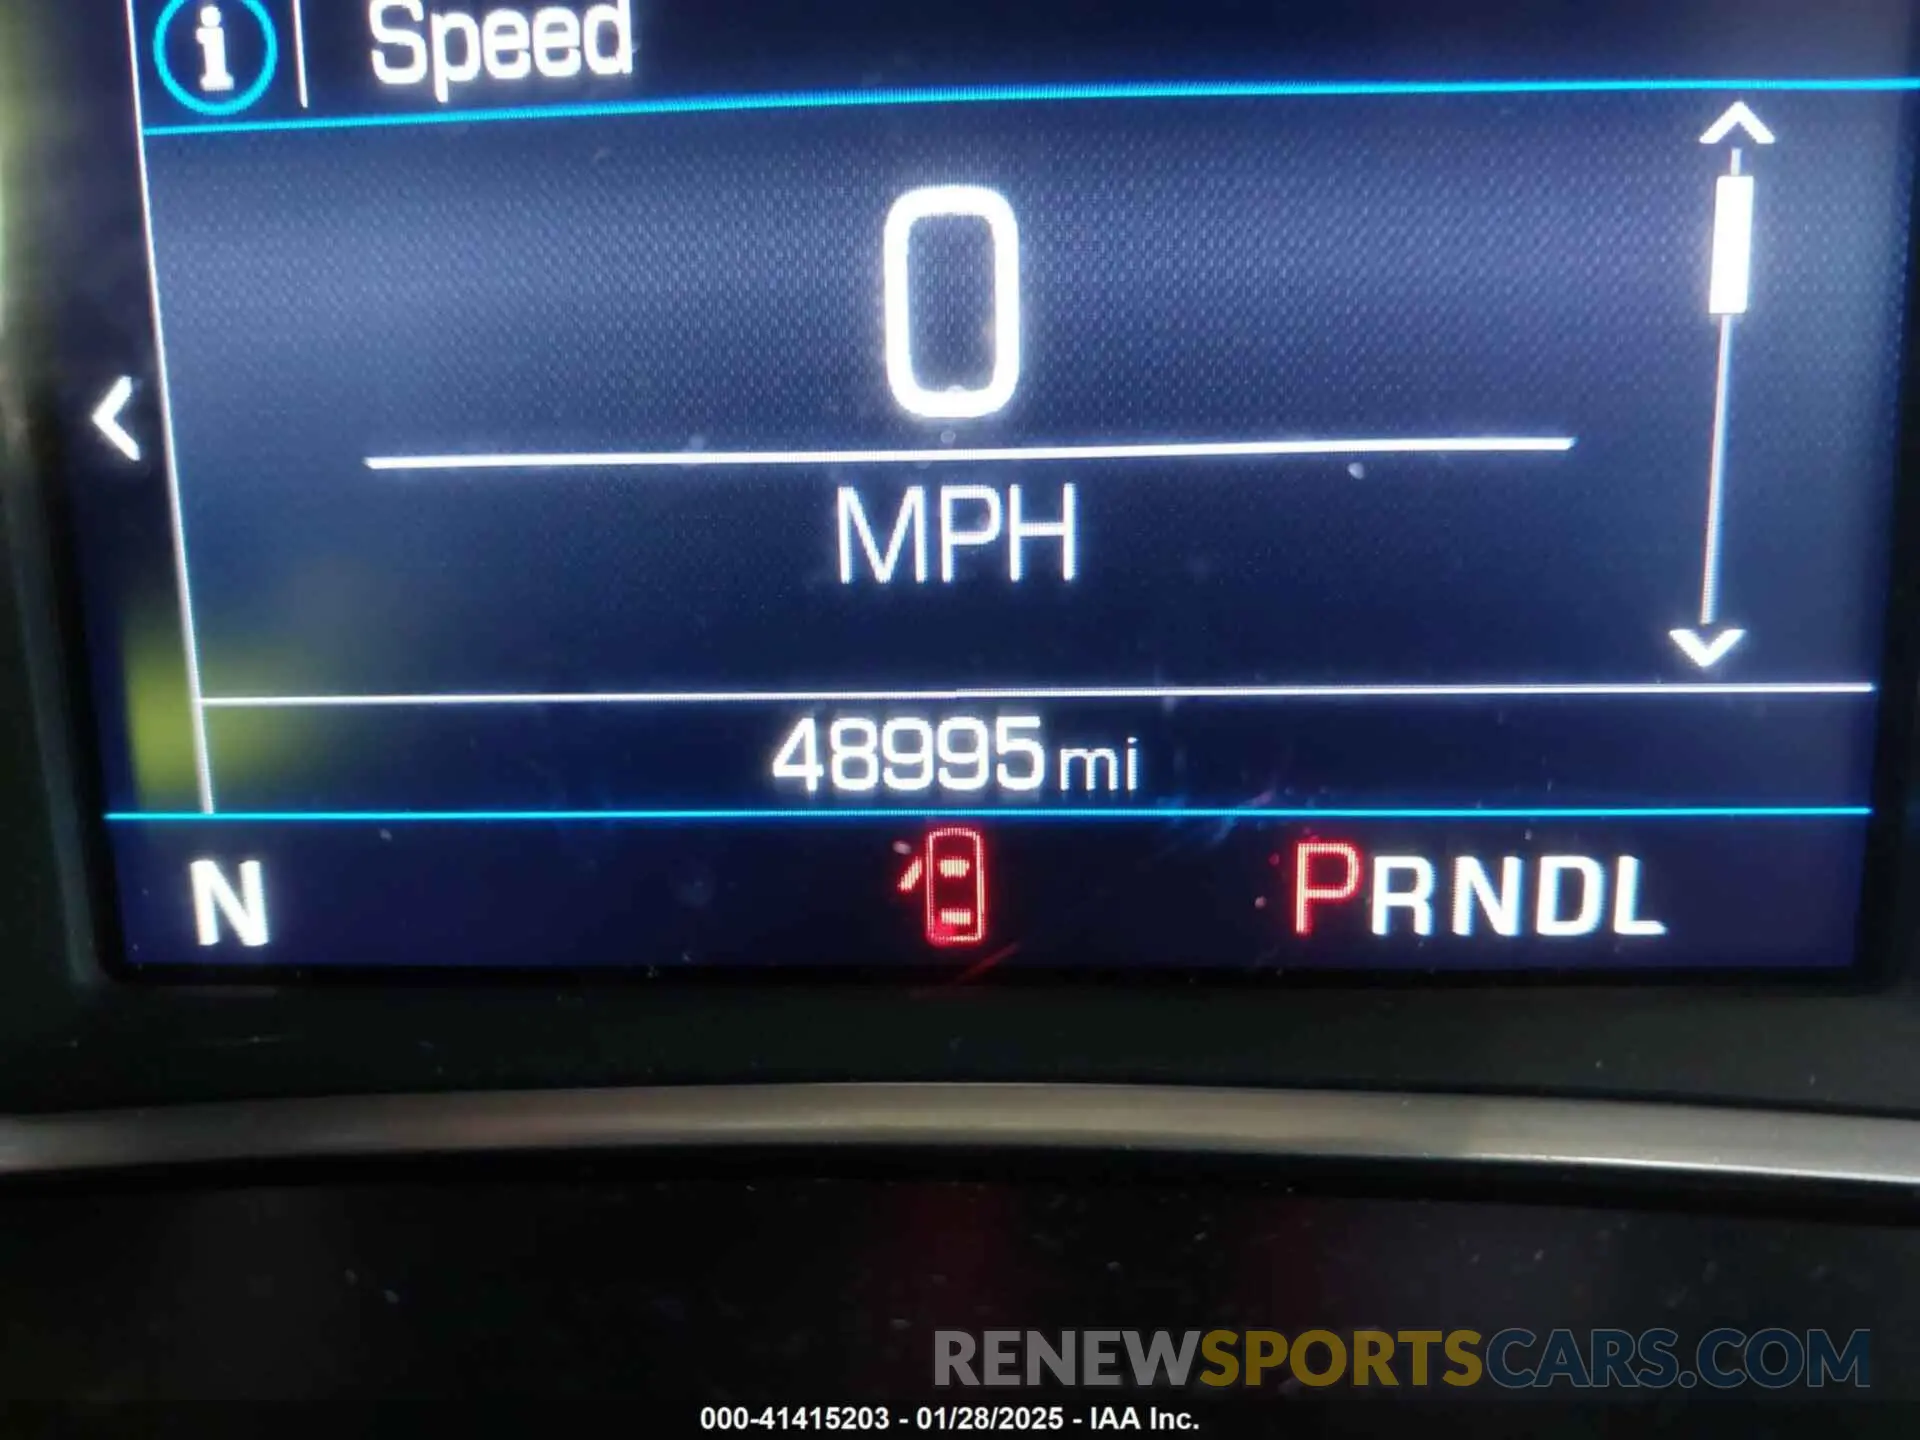 i Speed
0
MPH
48995 mi
N PRNDL
RENEWSPORTSCARS.COM
000-41415203 - 01/28/2025 - IAA Inc.